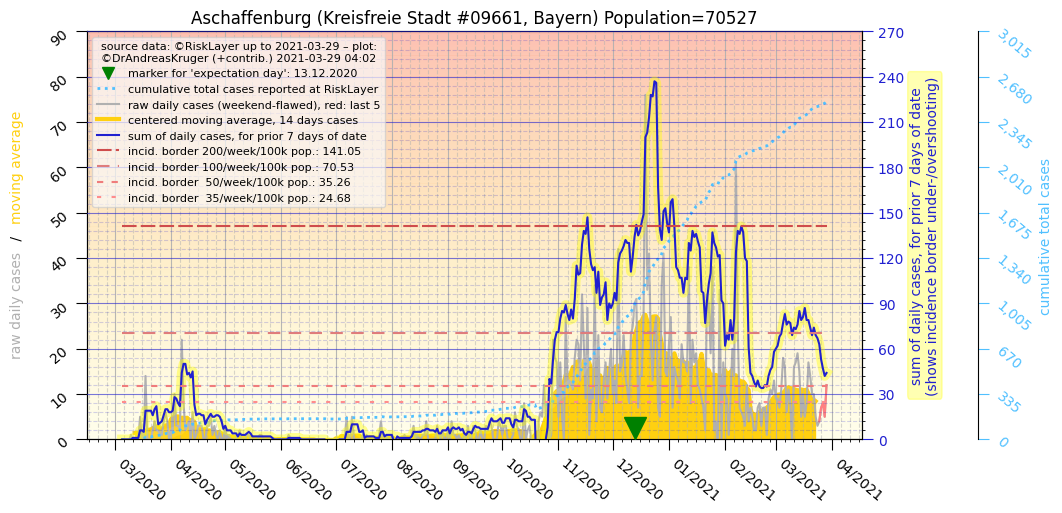 Aschaffenburg (Kreisfreie Stadt #09661, Bayern) Population=70527
source data: ©RiskLayer up to 2021-03-29 – plot:
©DrAndreasKruger (+contrib.) 2021-03-29 04:02
marker for 'expectation day': 13.12.2020
cumulative total cases reported at RiskLayer
raw daily cases (weekend-flawed), red: last 5
centered moving average, 14 days cases
sum of daily cases, for prior 7 days of date
incid. border 200/week/100k pop.: 141.05
incid. border 100/week/100k pop.: 70.53
incid. border  50/week/100k pop.: 35.26
incid. border  35/week/100k pop.: 24.68
raw daily cases / moving average
90
80
70
60
50
40
30
20
10
0
03/2020
04/2020
05/2020
06/2020
07/2020
08/2020
09/2020
10/2020
11/2020
12/2020
01/2021
02/2021
03/2021
04/2021
270
240
210
180
150
120
90
60
30
0
sum of daily cases, for prior 7 days of date
(shows incidence border under-/overshooting)
3,015
2,680
2,345
2,010
1,675
1,340
1,005
670
335
0
cumulative total cases